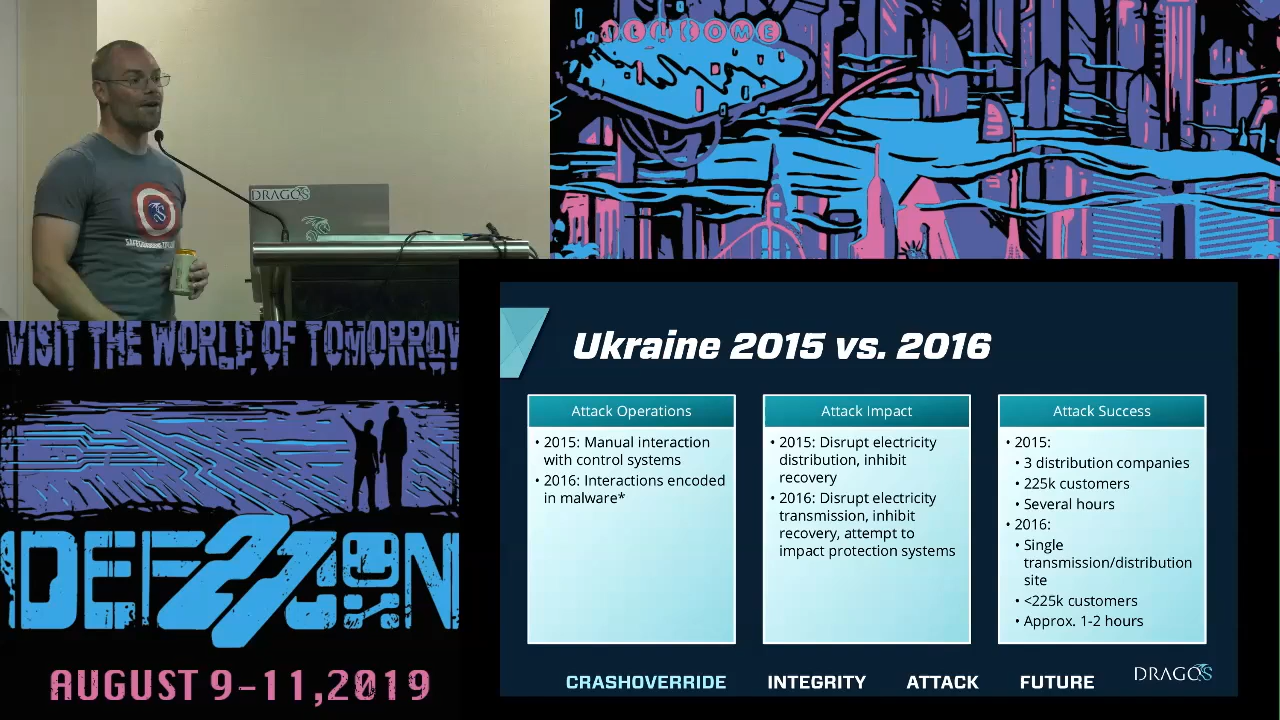 WELCOME
DRAGOS
VISIT THE WORLD OF TOMORROW
DEF 27 CON
AUGUST 9-11,2019
Ukraine 2015 vs. 2016
Attack Operations
• 2015: Manual interaction
with control systems
• 2016: Interactions encoded
in malware*
Attack Impact
• 2015: Disrupt electricity
distribution, inhibit
recovery
• 2016: Disrupt electricity
transmission, inhibit
recovery, attempt to
impact protection systems
Attack Success
• 2015:
• 3 distribution companies
• 225k customers
• Several hours
• 2016:
• Single
transmission/distribution
site
• <225k customers
• Approx. 1-2 hours
CRASHOVERRIDE INTEGRITY ATTACK FUTURE
DRAGOS